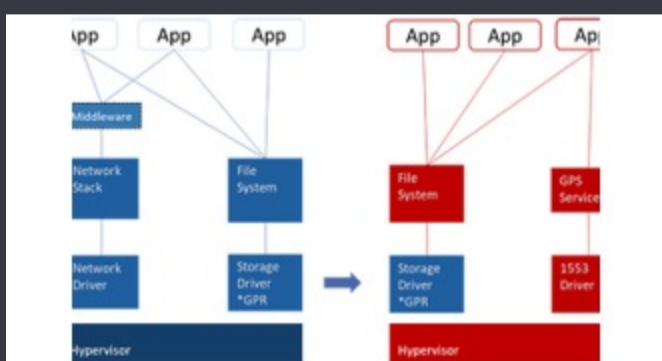 App
App
App
App
App
App
Middleware
Network
Stack
File
System
File
System
GPS
Service
Network
Driver
Storage
Driver
*GPR
Storage
Driver
*GPR
1553
Driver
Hypervisor
Hypervisor